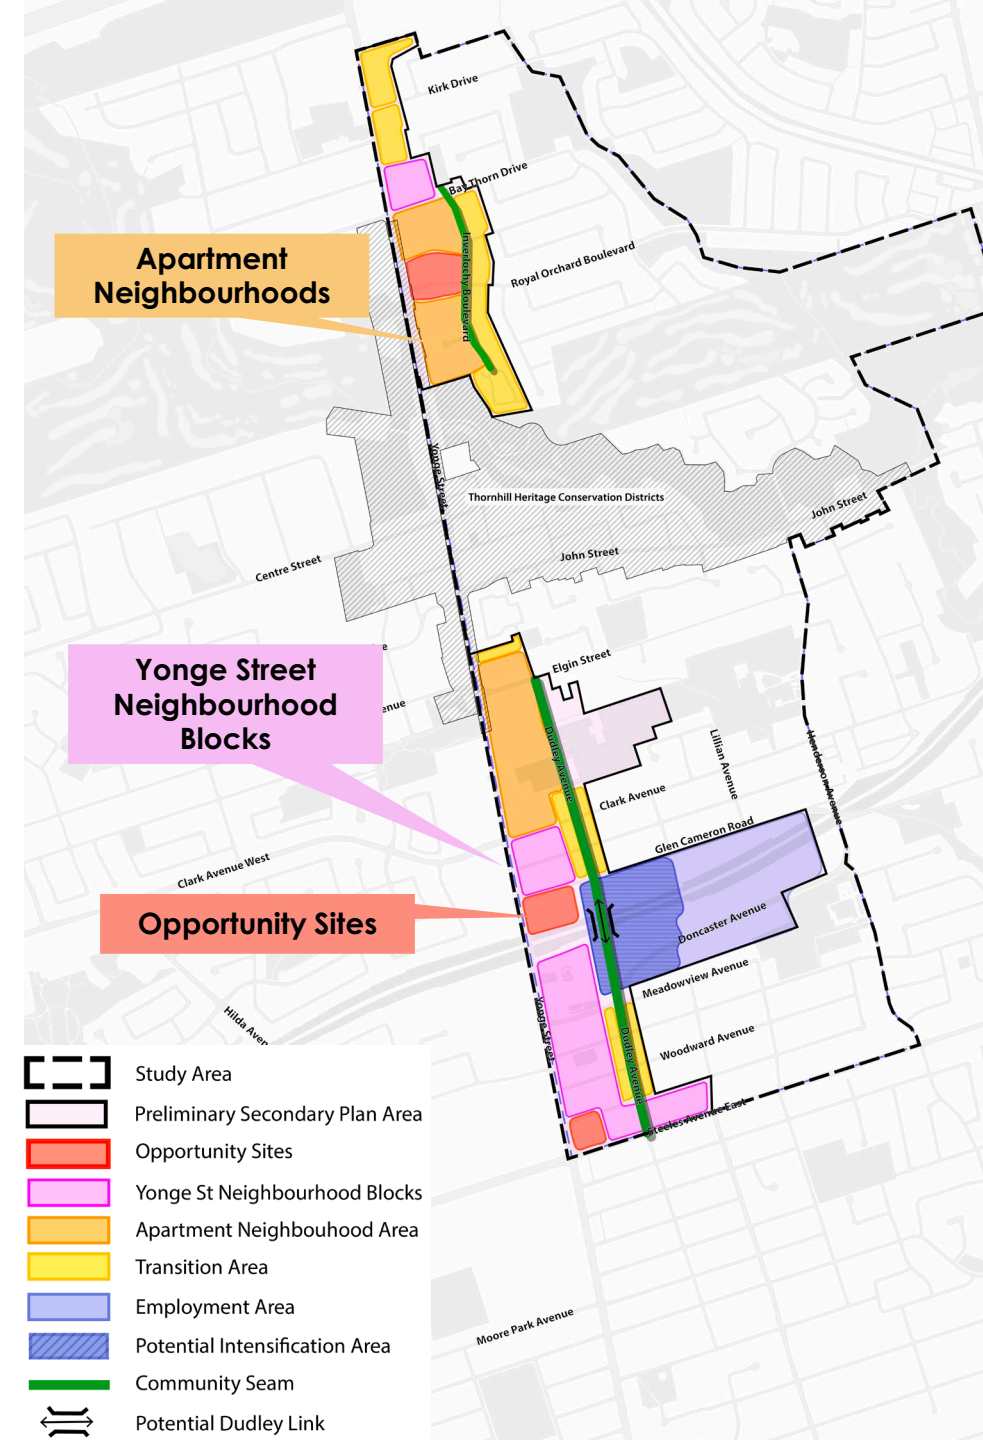 Kirk Drive
Bay Thorn Drive
Apartment
Neighbourhoods
Inverlochy Boulevard
Royal Orchard Boulevard
Yonge Street
Thornhill Heritage Conservation Districts
John Street
John Street
Centre Street
Yonge Street
Neighbourhood
Blocks
Elgin Street
Dudley Avenue
Lillian Avenue
Henderson Avenue
Clark Avenue
Glen Cameron Road
Clark Avenue West
Opportunity Sites
Doncaster Avenue
Meadowview Avenue
Hilda Aven
Yonge Street
Dudley Avenue
Woodward Avenue
Steeles Avenue East
Study Area
Preliminary Secondary Plan Area
Opportunity Sites
Yonge St Neighbourhood Blocks
Apartment Neighbouhood Area
Transition Area
Employment Area
Potential Intensification Area
Community Seam
Potential Dudley Link
Moore Park Avenue